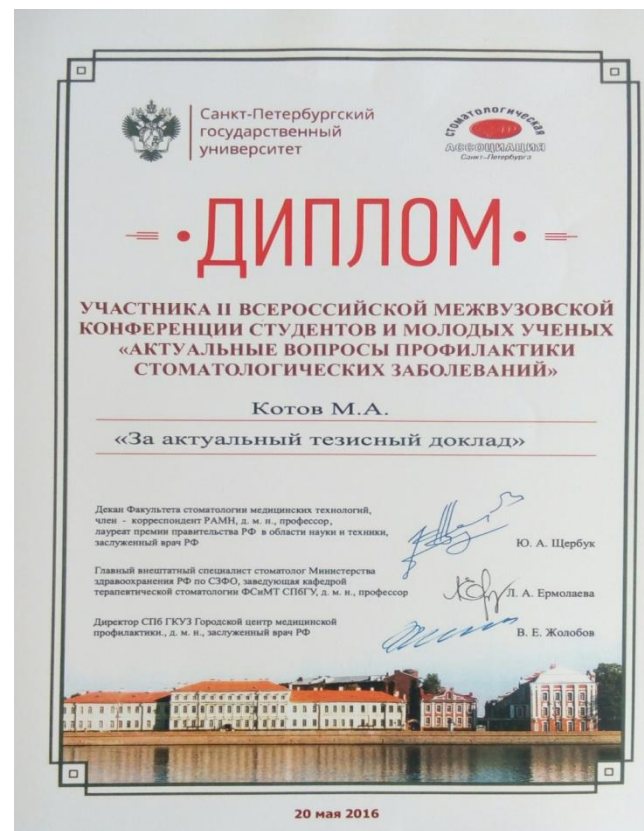 Санкт-Петербургский
государственный
университет
СТОМАТОЛОГИЧЕСКАЯ
АССОЦИАЦИЯ
Санкт-Петербурга
ДИПЛОМ
УЧАСТНИКА II ВСЕРОССИЙСКОЙ МЕЖВУЗОВСКОЙ
КОНФЕРЕНЦИИ СТУДЕНТОВ И МОЛОДЫХ УЧЕНЫХ
«АКТУАЛЬНЫЕ ВОПРОСЫ ПРОФИЛАКТИКИ
СТОМАТОЛОГИЧЕСКИХ ЗАБОЛЕВАНИЙ»
Котов М.А.
«За актуальный тезисный доклад»
Декан Факультета стоматологии медицинских технологий,
член - корреспондент РАМН, д. м. н., профессор,
лауреат премии правительства РФ в области науки и техники,
заслуженный врач РФ
Ю. А. Щербук
Главный внештатный специалист стоматолог Министерства
здравоохранения РФ по СЗФО, заведующая кафедрой
терапевтической стоматологии ФСиМТ СПбГУ, д. м. н., профессор
Л. А. Ермолаева
Директор СПб ГКУЗ Городской центр медицинской
профилактики., д. м. н., заслуженный врач РФ
В. Е. Жолобов
20 мая 2016